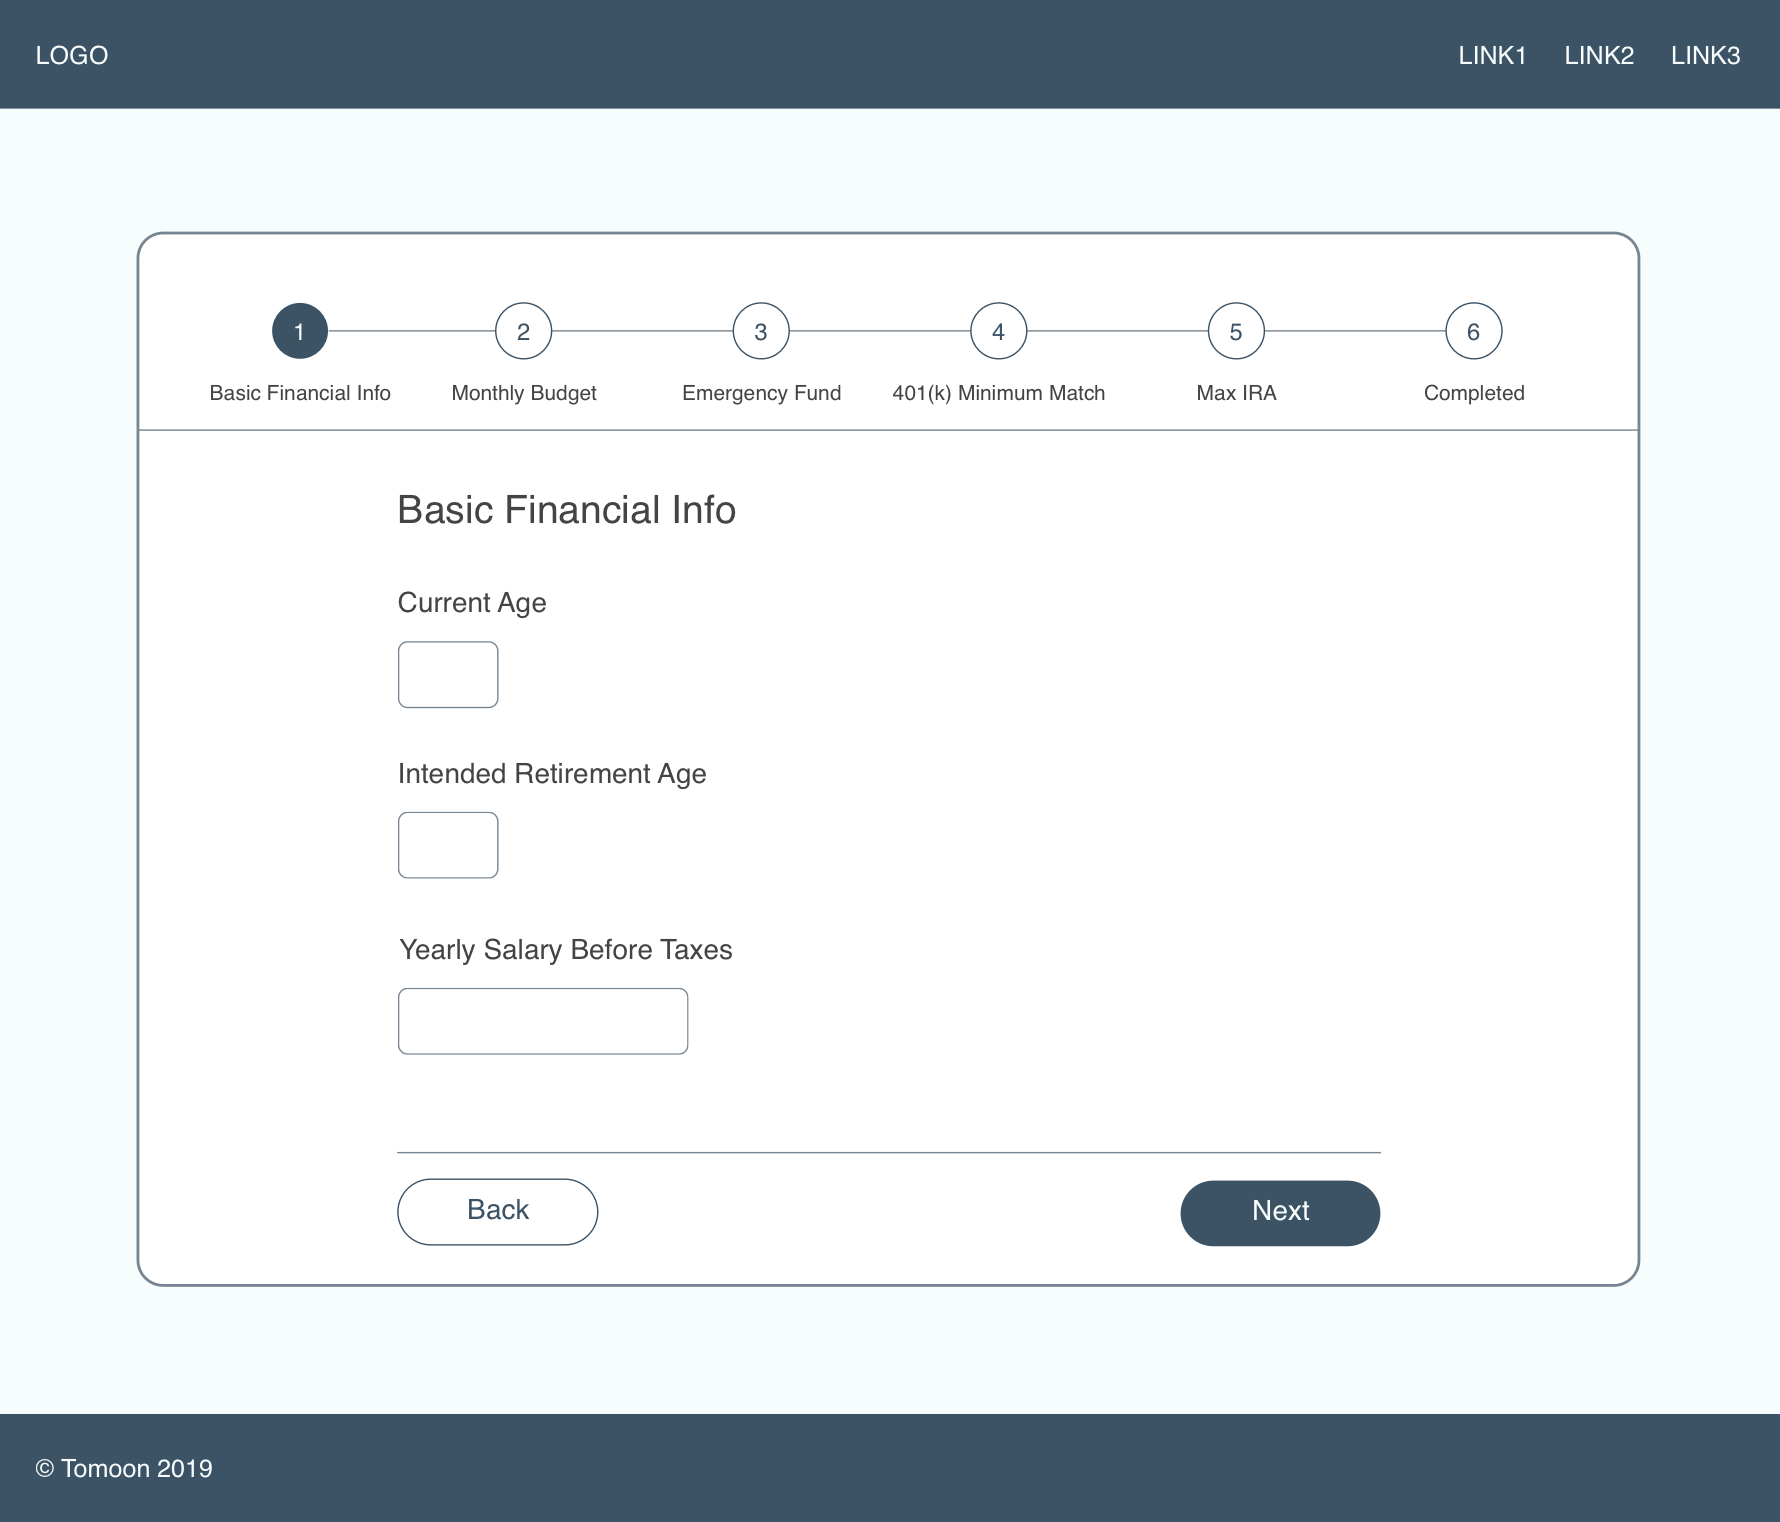 LOGO
LINK1 LINK2 LINK3
1 2 3 4 5 6
Basic Financial Info Monthly Budget Emergency Fund 401(k) Minimum Match Max IRA Completed
Basic Financial Info
Current Age
Intended Retirement Age
Yearly Salary Before Taxes
Back Next
© Tomoon 2019